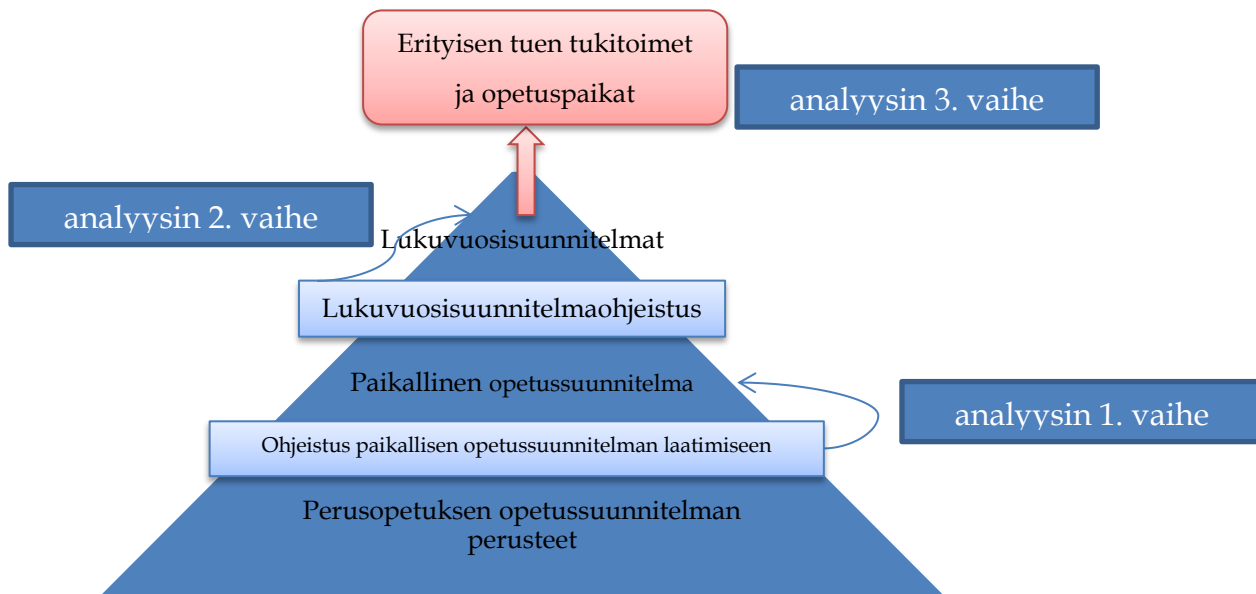 Erityisen tuen tukitoimet
ja opetuspaikat
analyysin 3. vaihe
analyysin 2. vaihe
Lukuvuosisuunnitelmat
Lukuvuosisuunnitelmaohjeistus
Paikallinen opetussuunnitelma
analyysin 1. vaihe
Ohjeistus paikallisen opetussuunnitelman laatimiseen
Perusopetuksen opetussuunnitelman
perusteet